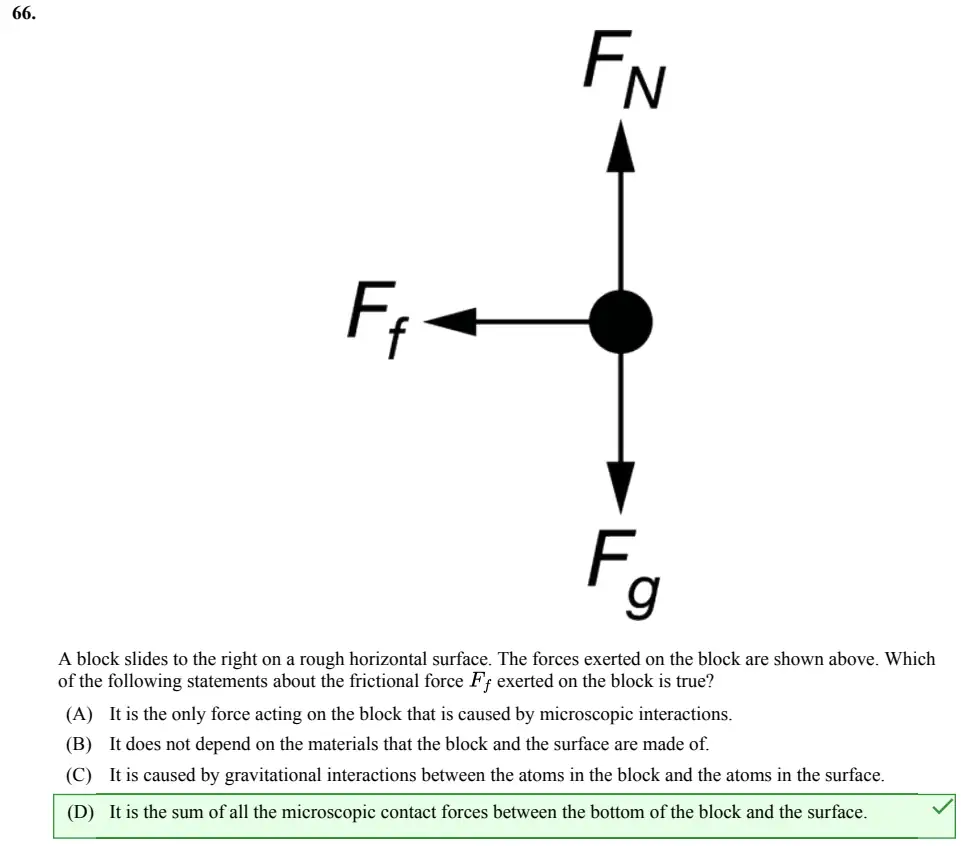 66.
F_N
F_f
F_g
A block slides to the right on a rough horizontal surface. The forces exerted on the block are shown above. Which
of the following statements about the frictional force F_f exerted on the block is true?
(A) It is the only force acting on the block that is caused by microscopic interactions.
(B) It does not depend on the materials that the block and the surface are made of.
(C) It is caused by gravitational interactions between the atoms in the block and the atoms in the surface.
(D) It is the sum of all the microscopic contact forces between the bottom of the block and the surface.